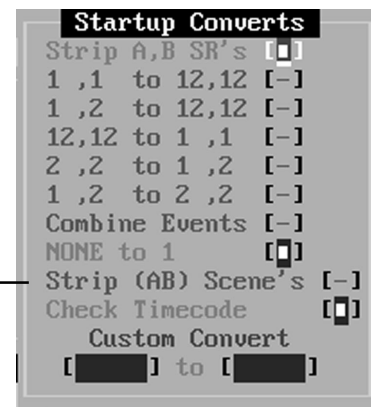 Startup Converts
Strip A,B SR's [▯]
1 ,1 to 12,12 [-]
1 ,2 to 12,12 [-]
12,12 to 1 ,1 [-]
2 ,2 to 1 ,2 [-]
1 ,2 to 2 ,2 [-]
Combine Events [-]
NONE to 1 [▯]
Strip (AB) Scene's [-]
Check Timecode [▯]
Custom Convert
[ ] to [ ]